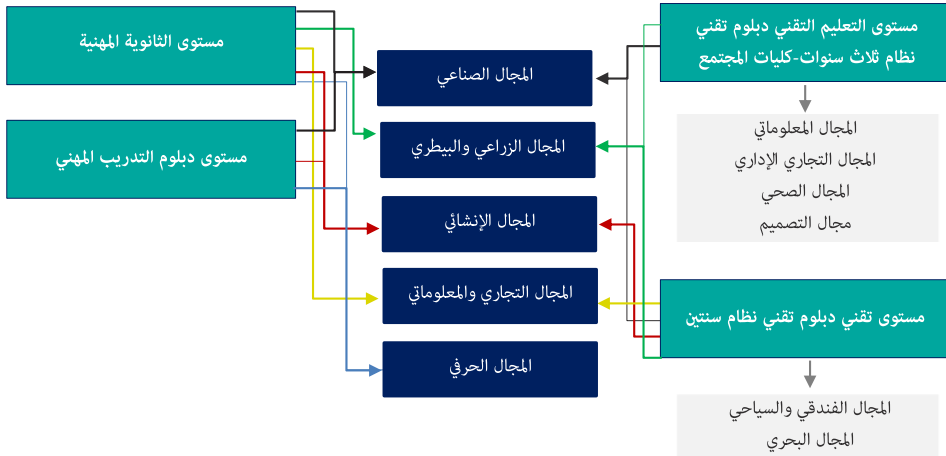 مستوى التعليم التقني دبلوم تقني
نظام ثلاث سنوات-كليات المجتمع
المجال المعلوماتي
المجال التجاري الإداري
المجال الصحي
مجال التصميم
مستوى تقني دبلوم تقني نظام سنتين
المجال الفندقي والسياحي
المجال البحري
المجال الصناعي
المجال الزراعي والبيطري
المجال الإنشائي
المجال التجاري والمعلوماتي
المجال الحرفي
مستوى الثانوية المهنية
مستوى دبلوم التدريب المهني